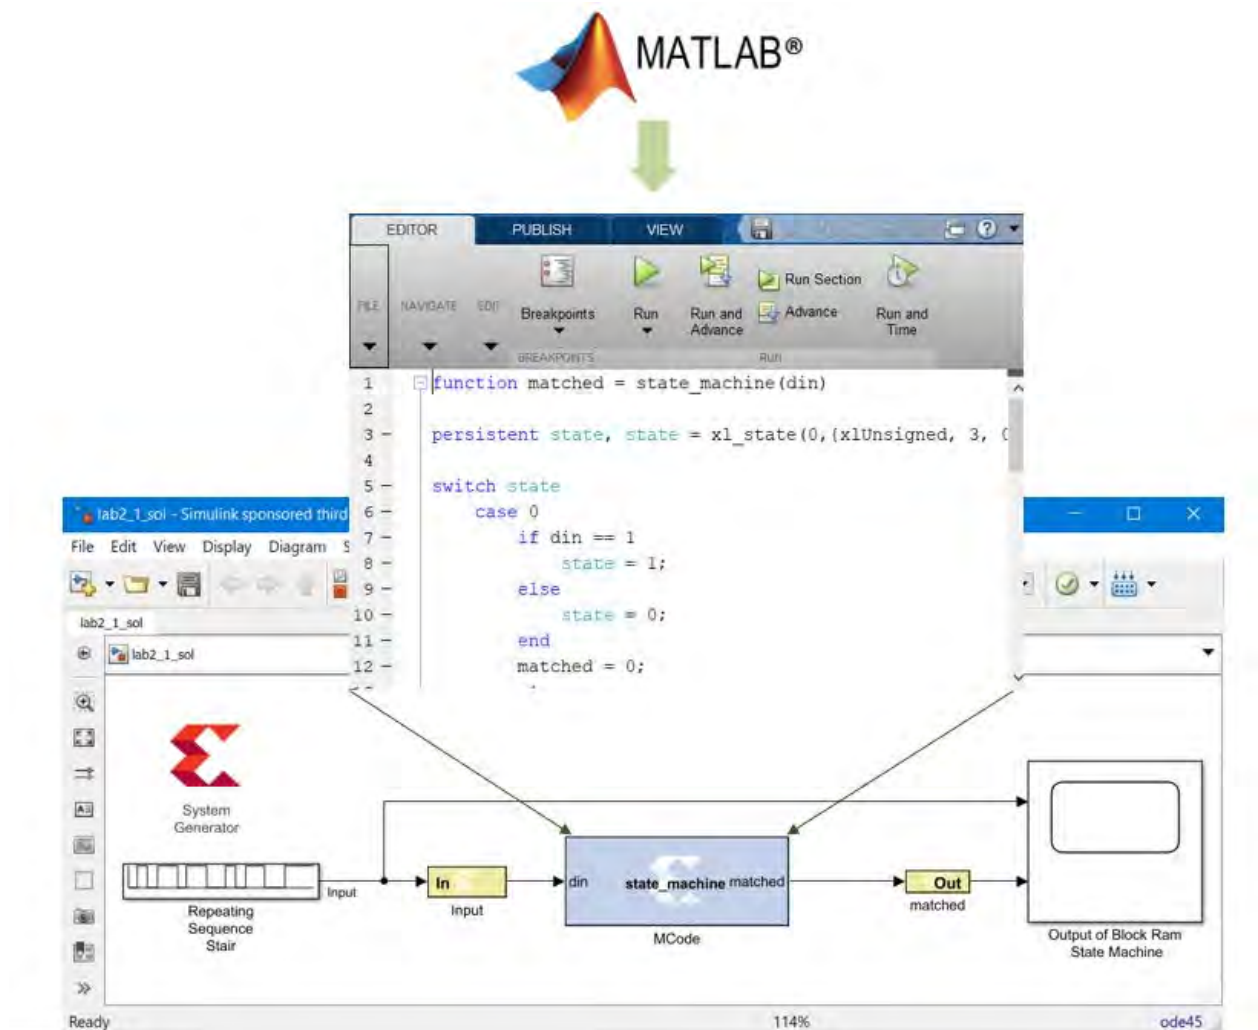 MATLAB®
EDITOR PUBLISH VIEW
Run Section
FILE NAVIGATE EDIT Breakpoints Run Run and Advance Advance Run and Time
BREAKPOINTS RUN
1 function matched = state_machine(din)
2
3 – persistent state, state = xl_state(0,{xlUnsigned, 3,
4
5 – switch state
6 – case 0
7 – if din == 1
8 – state = 1;
9 – else
10 – state = 0;
11 – end
12 – matched = 0;
lab2_1_sol - Simulink sponsored third
File Edit View Display Diagram
lab2_1_sol
lab2_1_sol
System
Generator
Input
Repeating
Sequence
Stair
In
Input
din state_machine matched
MCode
Out
matched
Output of Block Ram
State Machine
Ready 114% ode45